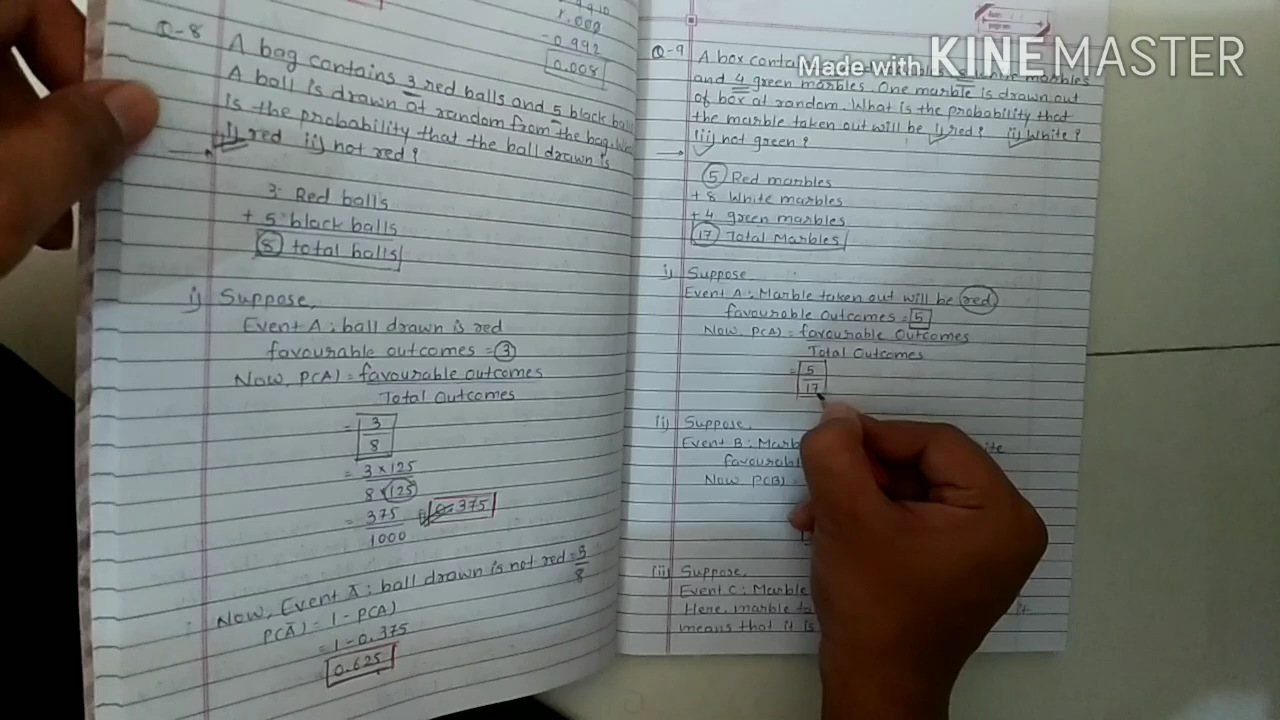 9 9 10
1.000
- 0.992
0.008
Q-8 A bag contains 3 red balls and 5 black
A ball is drawn at random from the bag.
is the probability that the ball drawn is
i) red ii) not red?
3 Red balls
+ 5 black balls
8 total balls
i) Suppose,
Event A: ball drawn is red
favourable outcomes = 3
Now, P(A) = favourable outcomes
Total Outcomes
= 3
8
= 3 x 125
8 x 125
= 375
1000
0.375
Now, Event Ā: ball drawn is not red = 5
8
P(Ā) = 1 - P(A)
= 1 - 0.375
0.625
Made with KINEMASTER
Q-9 A box marbles
and 4 green marbles. One marble is drawn out
of box at random. What is the probability that
the marble taken out will be i) red? ii) White?
iii) not green?
5 Red marbles
+ 8 White marbles
+ 4 green marbles
17 Total Marbles
i) Suppose
Event A: Marble taken out will be red
favourable outcomes = 5
Now P(A) = favourable Outcomes
Total Outcomes
= 5
17
ii) Suppose,
Event B:
Now P(B) =
iii) Suppose,
Event C: Marble
Here, marble
means that it is